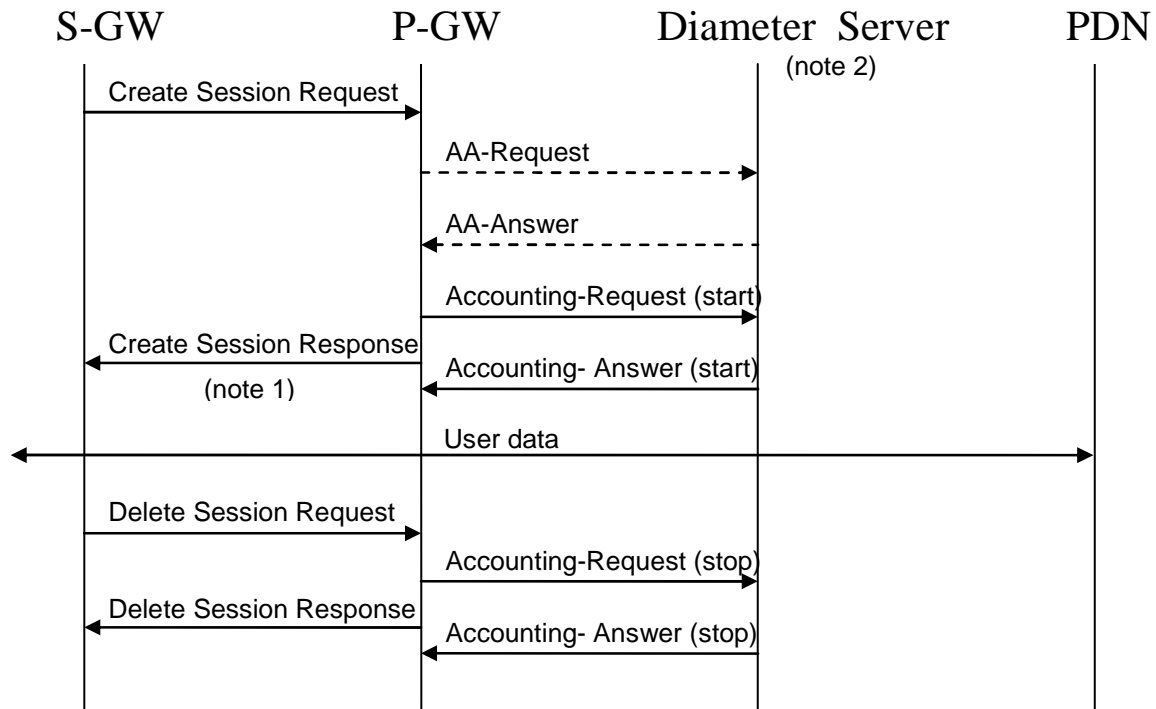 S-GW
P-GW
Diameter Server
PDN
(note 2)
Create Session Request
AA-Request
AA-Answer
Accounting-Request (start)
Create Session Response
Accounting- Answer (start)
(note 1)
User data
Delete Session Request
Accounting-Request (stop)
Delete Session Response
Accounting- Answer (stop)